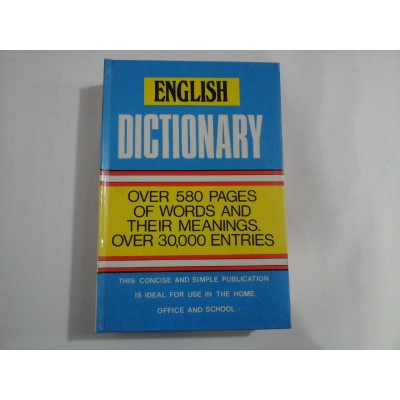 ENGLISH
DICTIONARY
OVER 580 PAGES
OF WORDS AND
THEIR MEANINGS.
OVER 30,000 ENTRIES
THIS CONCISE AND SIMPLE PUBLICATION
IS IDEAL FOR USE IN THE HOME,
OFFICE AND SCHOOL